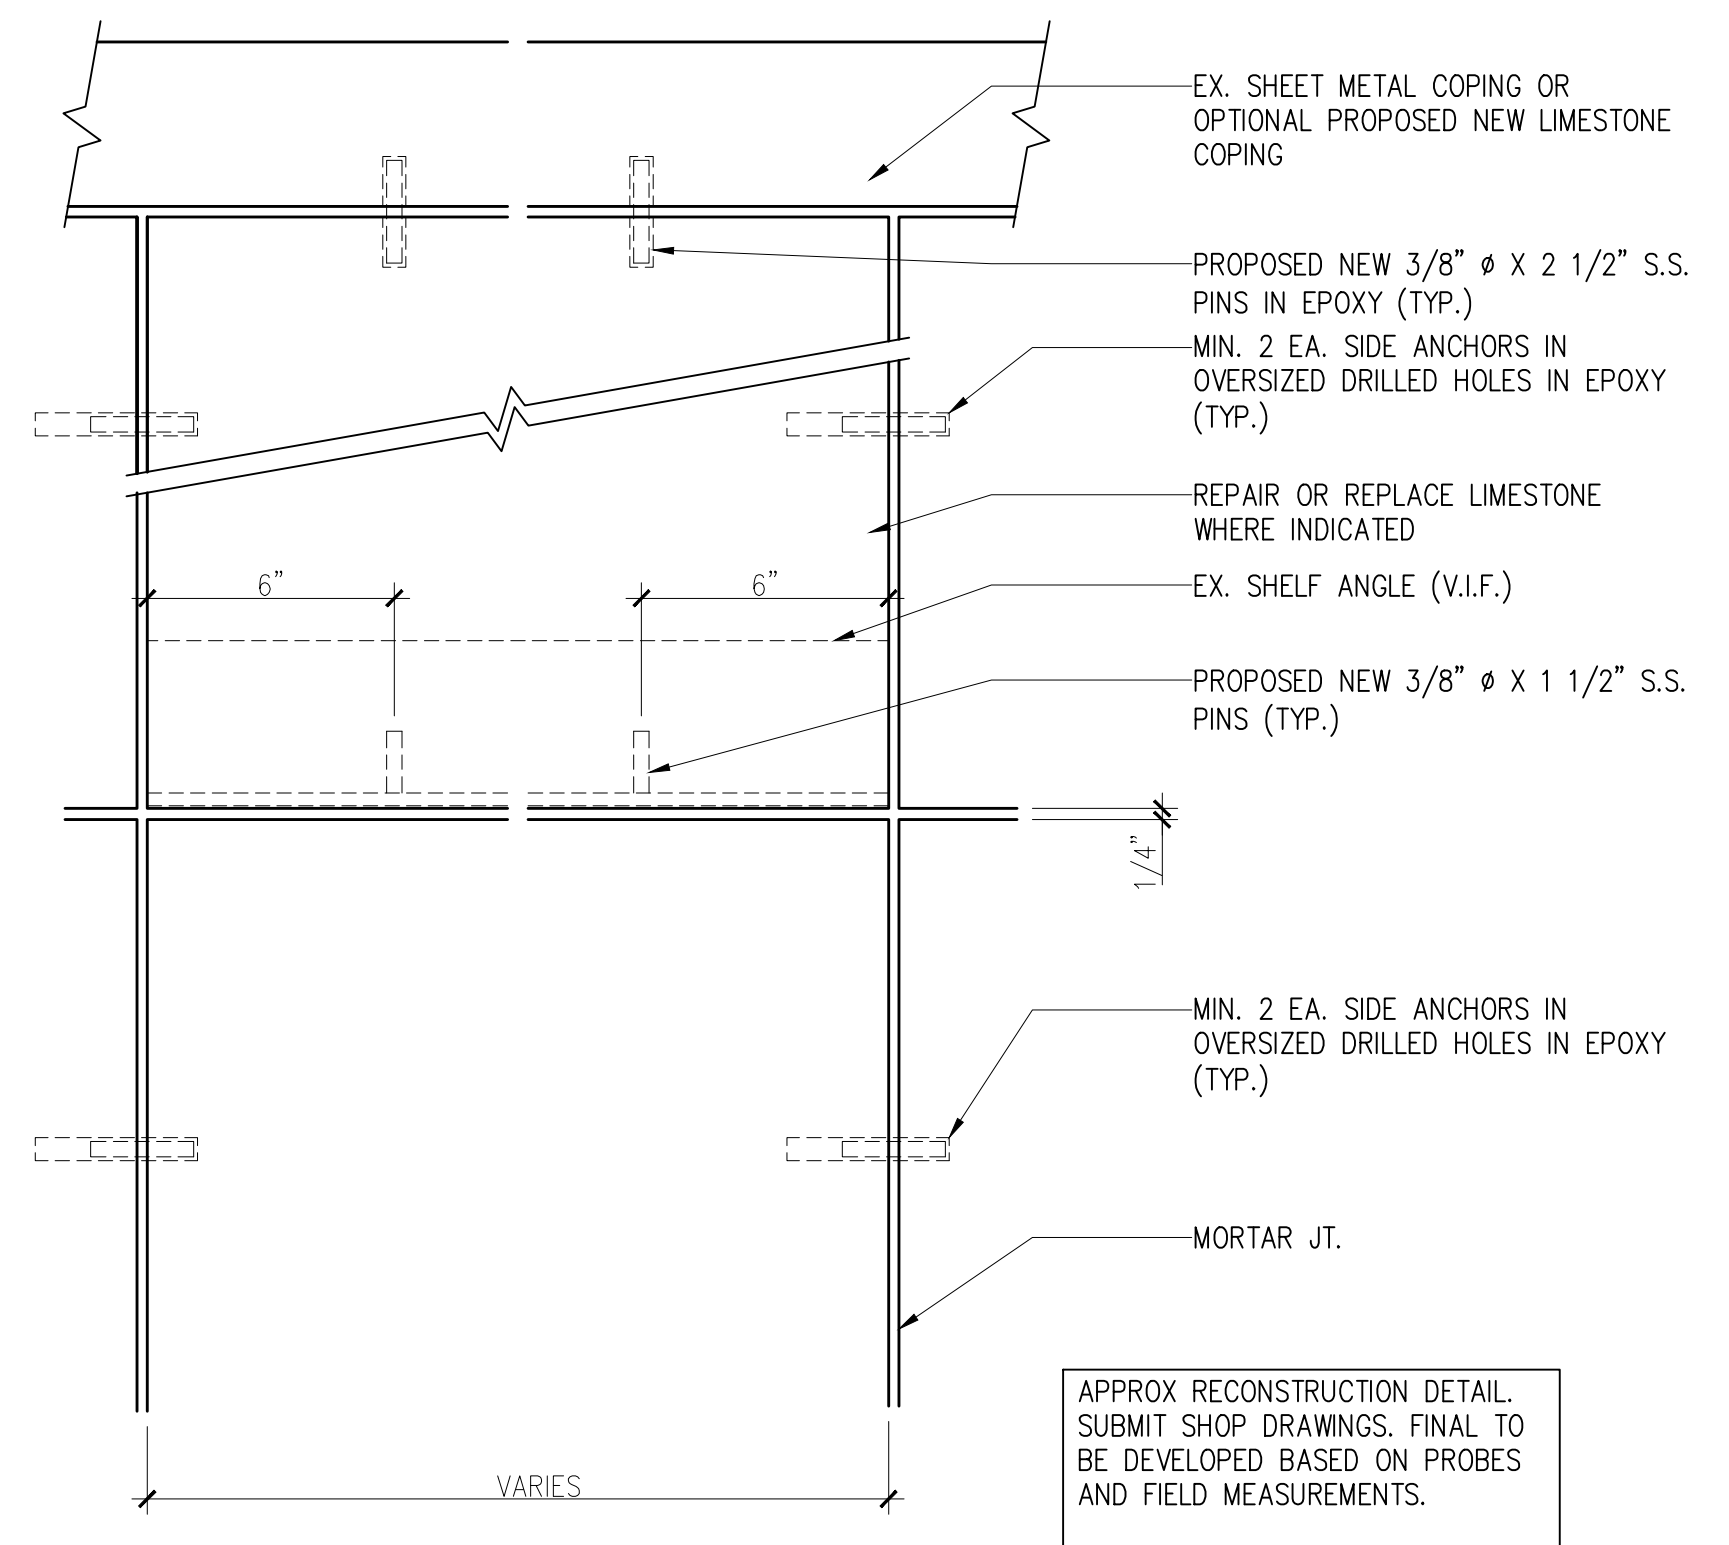 EX. SHEET METAL COPING OR
OPTIONAL PROPOSED NEW LIMESTONE
COPING
PROPOSED NEW 3/8" ø X 2 1/2" S.S.
PINS IN EPOXY (TYP.)
MIN. 2 EA. SIDE ANCHORS IN
OVERSIZED DRILLED HOLES IN EPOXY
(TYP.)
REPAIR OR REPLACE LIMESTONE
WHERE INDICATED
6"
6"
EX. SHELF ANGLE (V.I.F.)
PROPOSED NEW 3/8" ø X 1 1/2" S.S.
PINS (TYP.)
1/4"
MIN. 2 EA. SIDE ANCHORS IN
OVERSIZED DRILLED HOLES IN EPOXY
(TYP.)
MORTAR JT.
VARIES
APPROX RECONSTRUCTION DETAIL.
SUBMIT SHOP DRAWINGS. FINAL TO
BE DEVELOPED BASED ON PROBES
AND FIELD MEASUREMENTS.